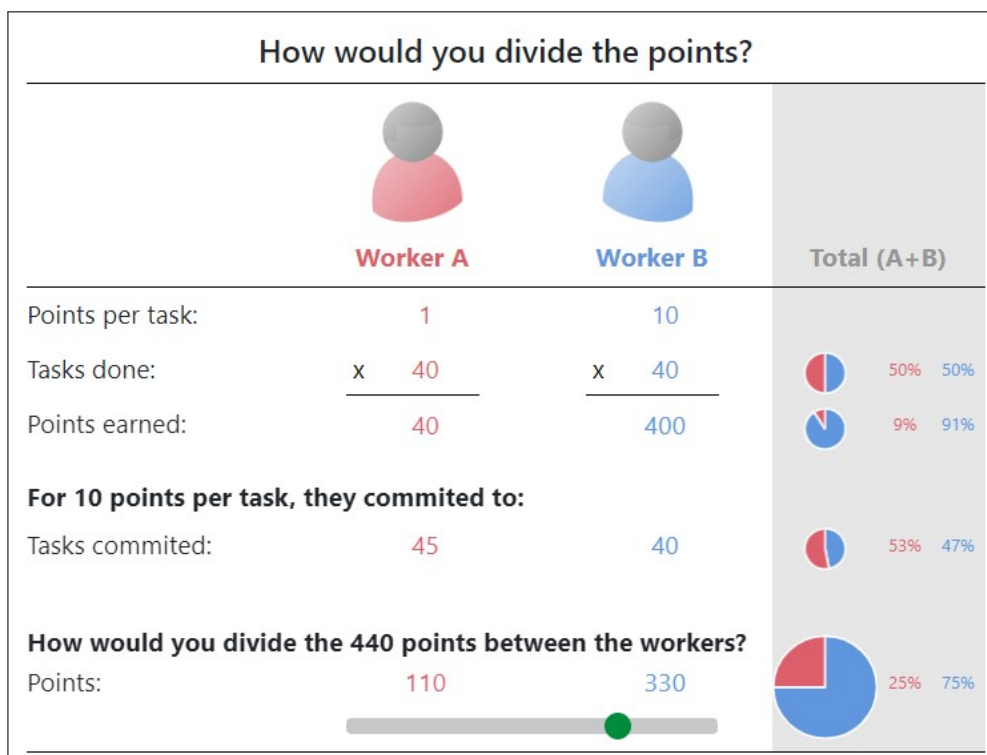 How would you divide the points?
Worker A Worker B Total (A+B)
Points per task: 1 10
Tasks done: x 40 x 40 50% 50%
Points earned: 40 400 9% 91%
For 10 points per task, they commited to:
Tasks commited: 45 40 53% 47%
How would you divide the 440 points between the workers?
Points: 110 330 25% 75%